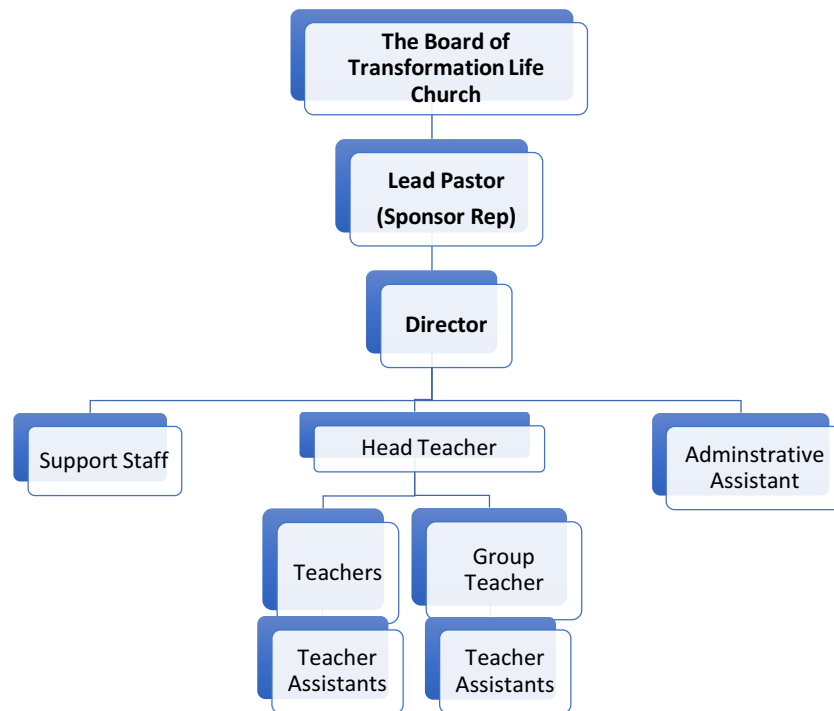 The Board of
Transformation Life
Church
Lead Pastor
(Sponsor Rep)
Director
Support Staff
Head Teacher
Adminstrative
Assistant
Teachers
Group
Teacher
Teacher
Assistants
Teacher
Assistants